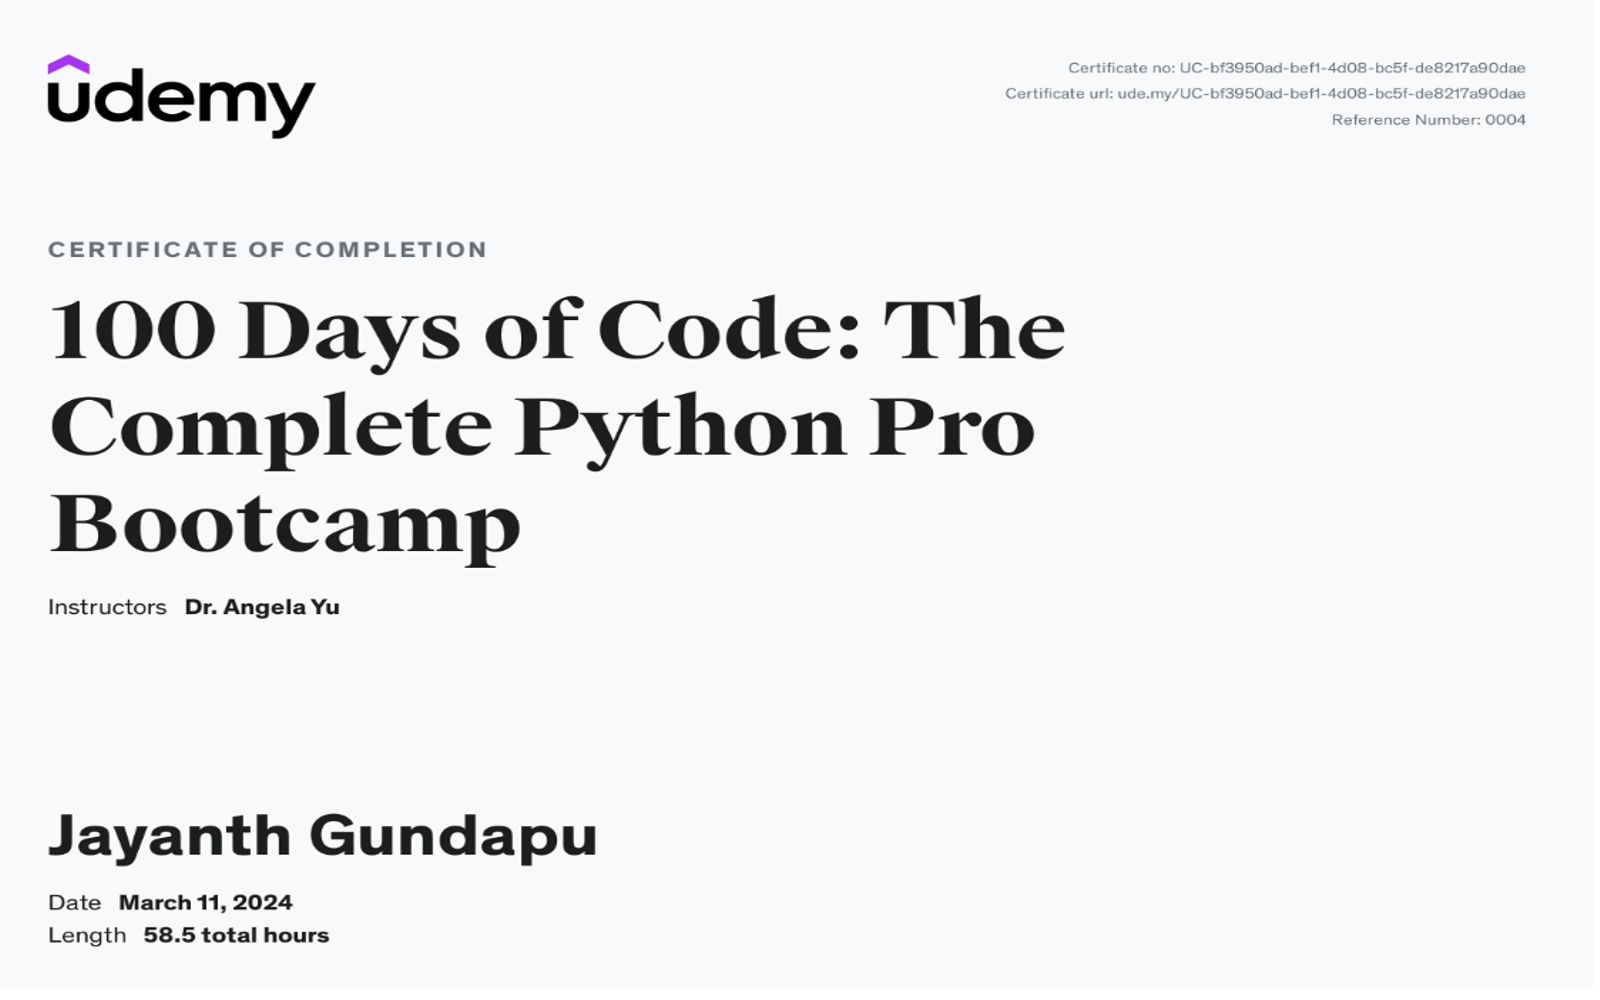 udemy
Certificate no: UC-bf3950ad-bef1-4d08-bc5f-de8217a90dae
Certificate url: ude.my/UC-bf3950ad-bef1-4d08-bc5f-de8217a90dae
Reference Number: 0004
CERTIFICATE OF COMPLETION
100 Days of Code: The
Complete Python Pro
Bootcamp
Instructors Dr. Angela Yu
Jayanth Gundapu
Date March 11, 2024
Length 58.5 total hours